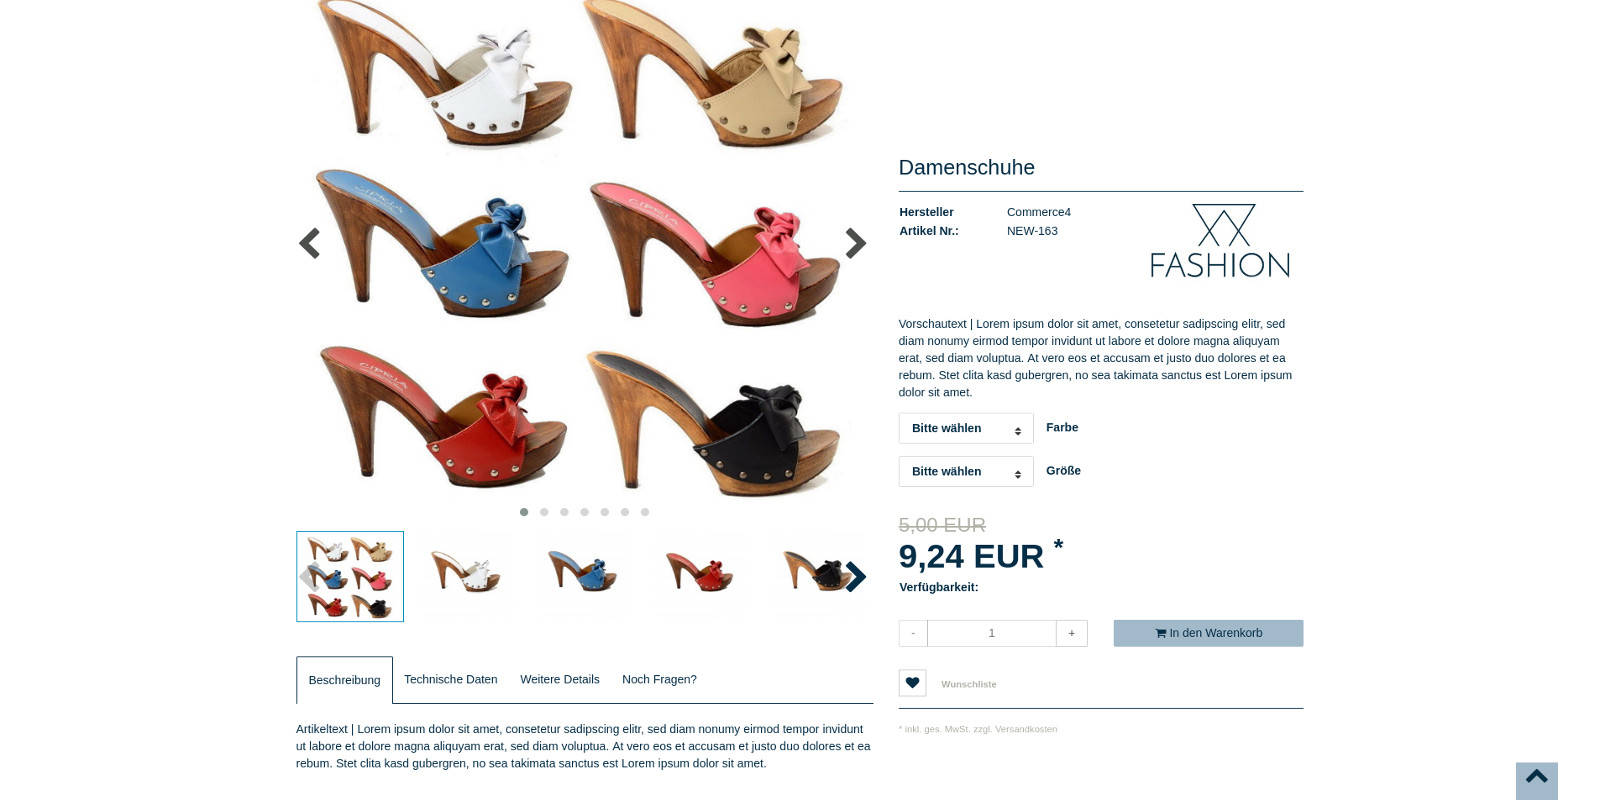 CIPRIA
CIPRIA
CIPRIA
Damenschuhe
Hersteller Commerce4
Artikel Nr.: NEW-163
FASHION
Vorschautext | Lorem ipsum dolor sit amet, consetetur sadipscing elitr, sed
diam nonumy eirmod tempor invidunt ut labore et dolore magna aliquyam
erat, sed diam voluptua. At vero eos et accusam et justo duo dolores et ea
rebum. Stet clita kasd gubergren, no sea takimata sanctus est Lorem ipsum
dolor sit amet.
Bitte wählen Farbe
Bitte wählen Größe
5,00 EUR
9,24 EUR *
Verfügbarkeit:
- 1 + In den Warenkorb
Wunschliste
* inkl. ges. MwSt. zzgl. Versandkosten
Beschreibung Technische Daten Weitere Details Noch Fragen?
Artikeltext | Lorem ipsum dolor sit amet, consetetur sadipscing elitr, sed diam nonumy eirmod tempor invidunt
ut labore et dolore magna aliquyam erat, sed diam voluptua. At vero eos et accusam et justo duo dolores et ea
rebum. Stet clita kasd gubergren, no sea takimata sanctus est Lorem ipsum dolor sit amet.